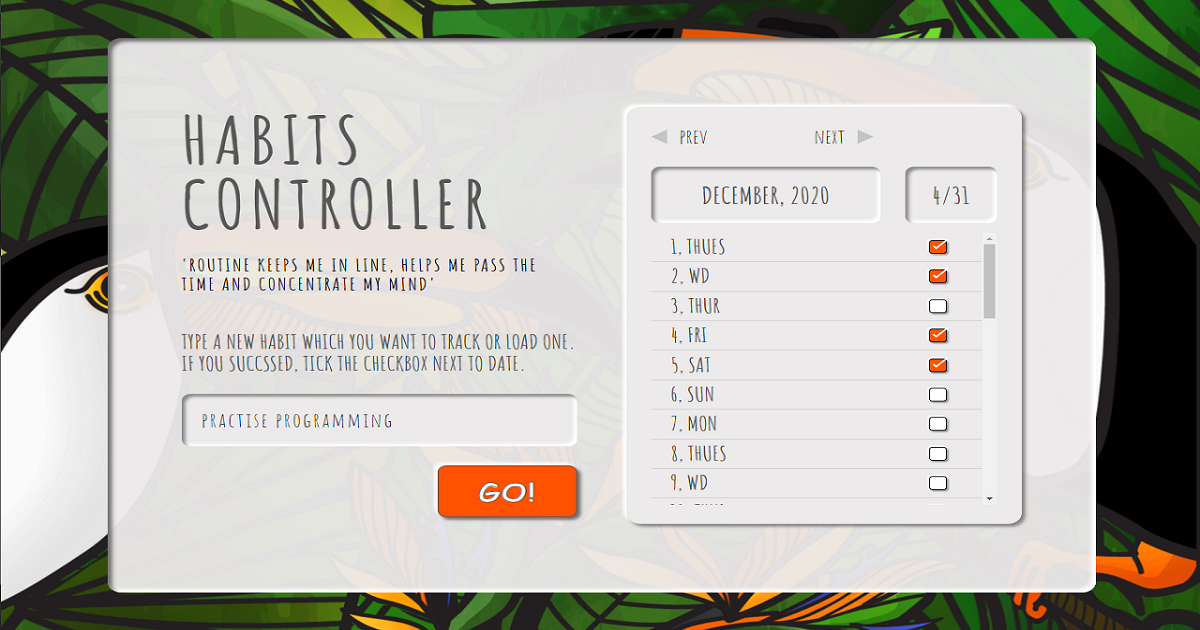 HABITS
CONTROLLER
'ROUTINE KEEPS ME IN LINE, HELPS ME PASS THE
TIME AND CONCENTRATE MY MIND'
TYPE A NEW HABIT WHICH YOU WANT TO TRACK OR LOAD ONE.
IF YOU SUCCSSED, TICK THE CHECKBOX NEXT TO DATE.
PRACTISE PROGRAMMING
GO!
PREV NEXT
DECEMBER, 2020 4/31
1, THUES
2, WD
3, THUR
4, FRI
5, SAT
6, SUN
7, MON
8, THUES
9, WD